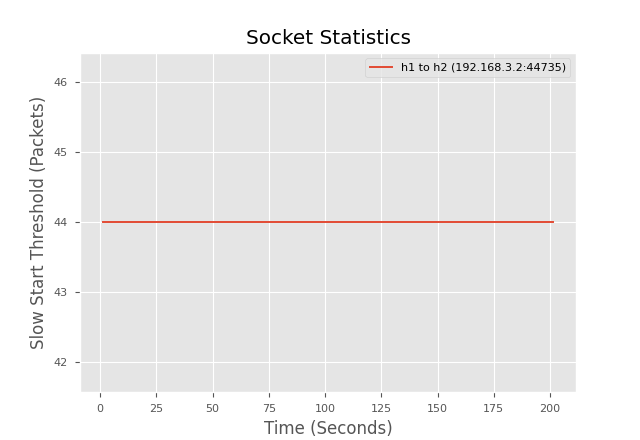 Socket Statistics
h1 to h2 (192.168.3.2:44735)
Slow Start Threshold (Packets)
46
45
44
43
42
0 25 50 75 100 125 150 175 200
Time (Seconds)